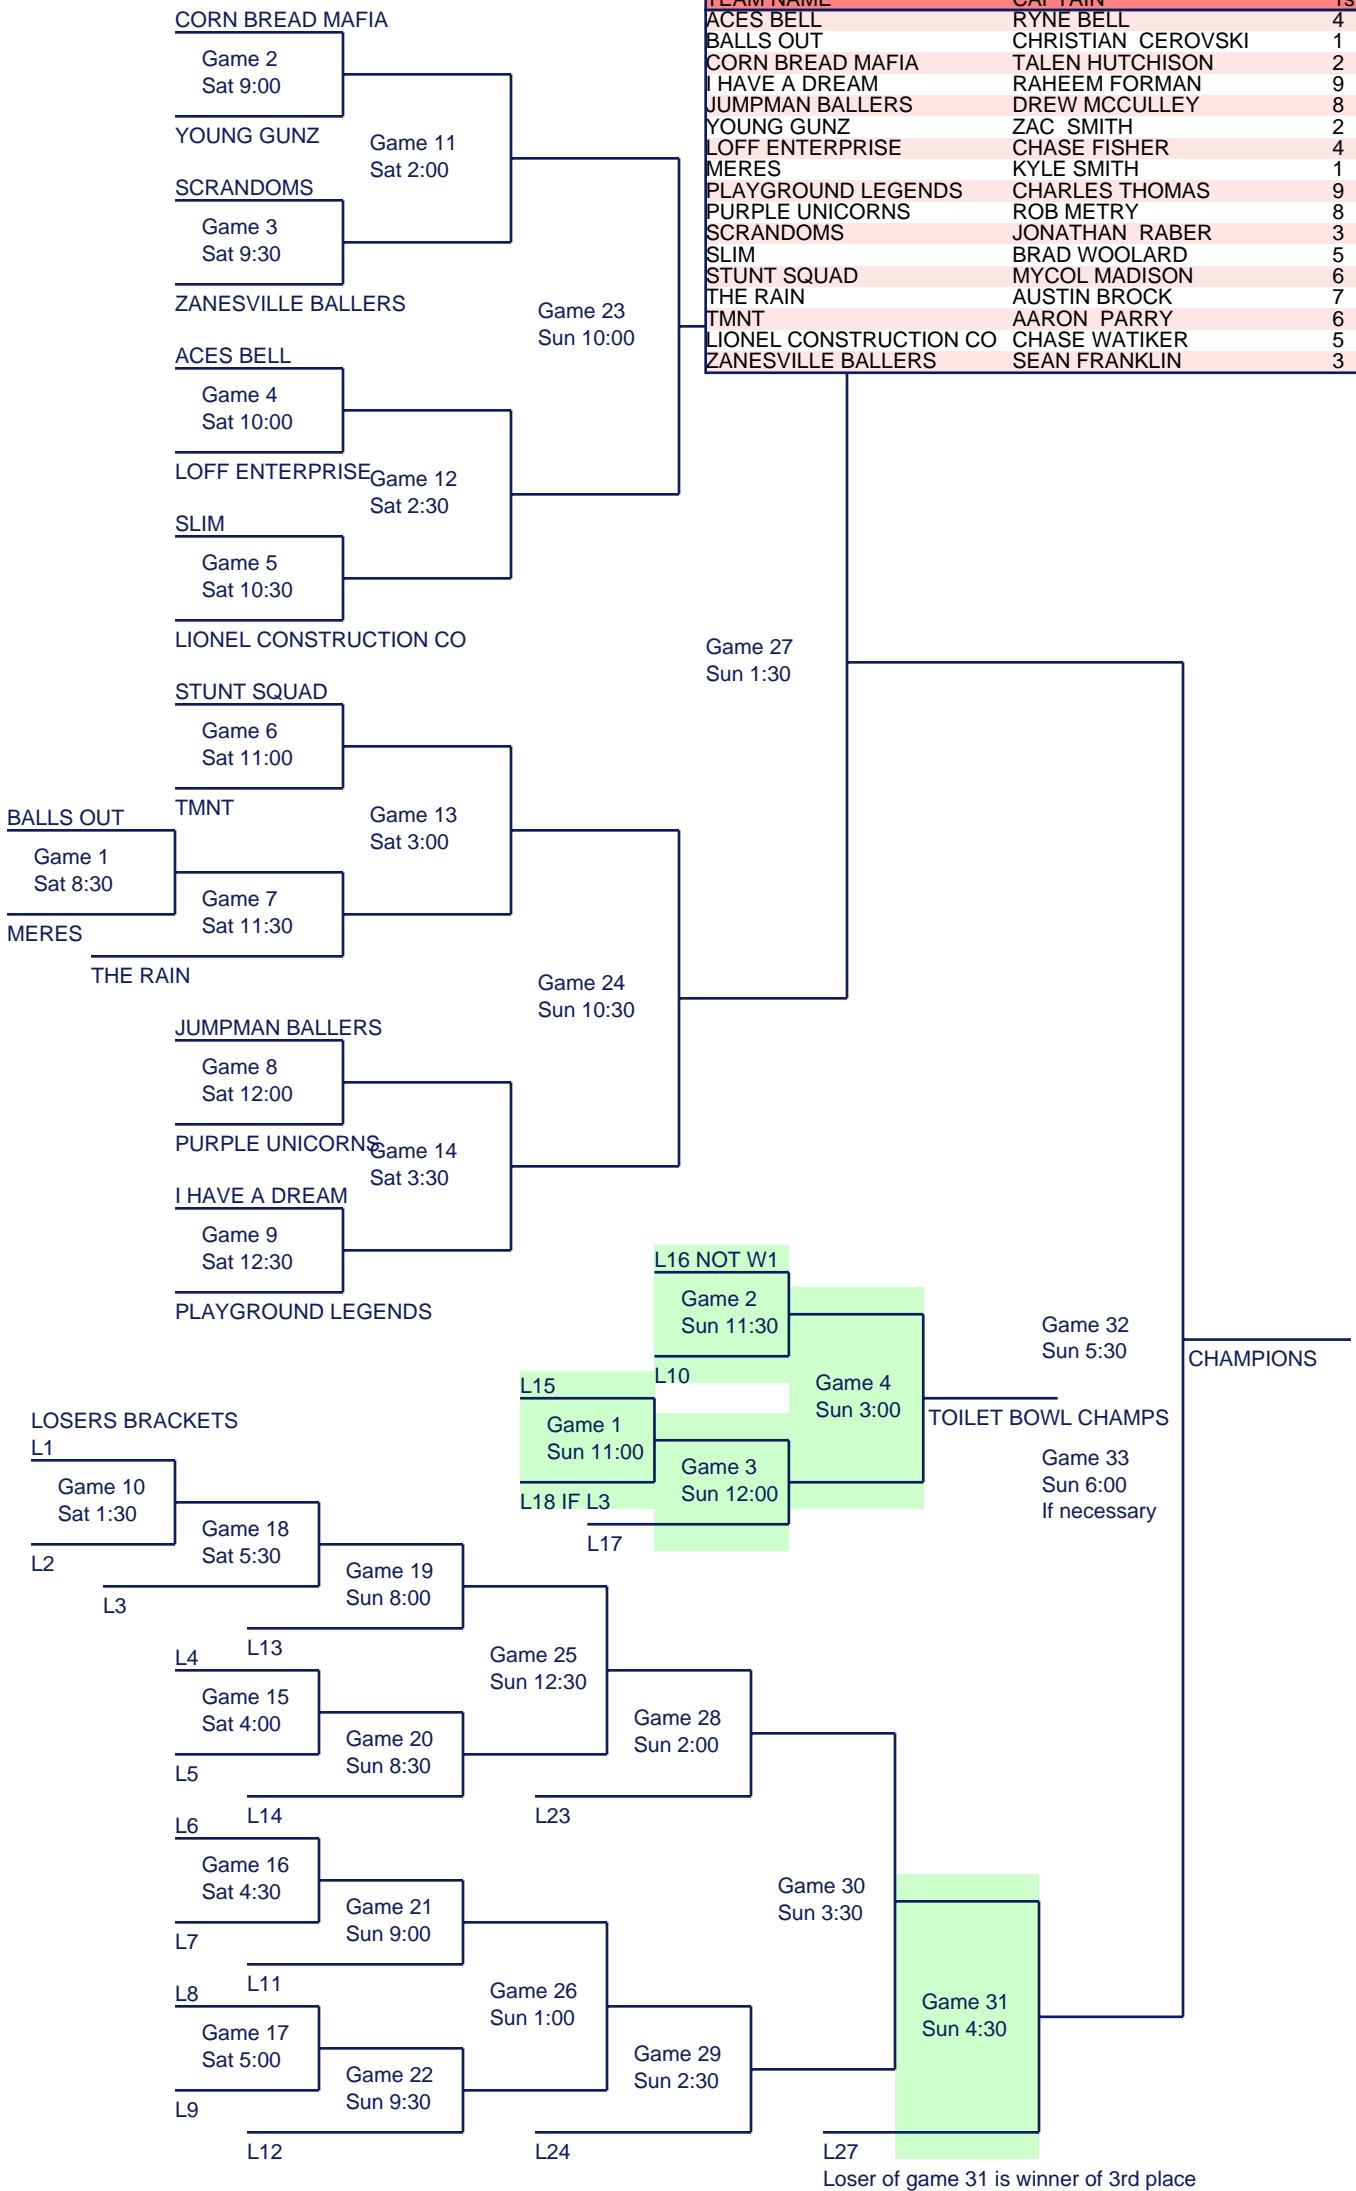 TEAM NAME CAPTAIN 1s
ACES BELL RYNE BELL 4
BALLS OUT CHRISTIAN CEROVSKI 1
CORN BREAD MAFIA TALEN HUTCHISON 2
I HAVE A DREAM RAHEEM FORMAN 9
JUMPMAN BALLERS DREW MCCULLEY 8
YOUNG GUNZ ZAC SMITH 2
LOFF ENTERPRISE CHASE FISHER 4
MERES KYLE SMITH 1
PLAYGROUND LEGENDS CHARLES THOMAS 9
PURPLE UNICORNS ROB METRY 8
SCRANDOMS JONATHAN RABER 3
SLIM BRAD WOOLARD 5
STUNT SQUAD MYCOL MADISON 6
THE RAIN AUSTIN BROCK 7
TMNT AARON PARRY 6
LIONEL CONSTRUCTION CO CHASE WATIKER 5
ZANESVILLE BALLERS SEAN FRANKLIN 3
CORN BREAD MAFIA
Game 2
Sat 9:00
YOUNG GUNZ
Game 11
Sat 2:00
SCRANDOMS
Game 3
Sat 9:30
ZANESVILLE BALLERS
Game 23
Sun 10:00
ACES BELL
Game 4
Sat 10:00
LOFF ENTERPRISE
Game 12
Sat 2:30
SLIM
Game 5
Sat 10:30
LIONEL CONSTRUCTION CO
Game 27
Sun 1:30
STUNT SQUAD
Game 6
Sat 11:00
TMNT
BALLS OUT
Game 1
Sat 8:30
MERES
Game 13
Sat 3:00
Game 7
Sat 11:30
THE RAIN
Game 24
Sun 10:30
JUMPMAN BALLERS
Game 8
Sat 12:00
PURPLE UNICORNS
Game 14
Sat 3:30
I HAVE A DREAM
Game 9
Sat 12:30
PLAYGROUND LEGENDS
L16 NOT W1
Game 2
Sun 11:30
L10
L15
Game 1
Sun 11:00
L18 IF L3
Game 3
Sun 12:00
L17
Game 4
Sun 3:00
TOILET BOWL CHAMPS
Game 32
Sun 5:30
CHAMPIONS
Game 33
Sun 6:00
If necessary
LOSERS BRACKETS
L1
Game 10
Sat 1:30
L2
Game 18
Sat 5:30
L3
Game 19
Sun 8:00
L13
L4
Game 15
Sat 4:00
L5
Game 20
Sun 8:30
L14
Game 25
Sun 12:30
Game 28
Sun 2:00
L23
L6
Game 16
Sat 4:30
L7
Game 21
Sun 9:00
L11
L8
Game 17
Sat 5:00
L9
Game 22
Sun 9:30
L12
Game 26
Sun 1:00
Game 29
Sun 2:30
L24
Game 30
Sun 3:30
Game 31
Sun 4:30
L27
Loser of game 31 is winner of 3rd place